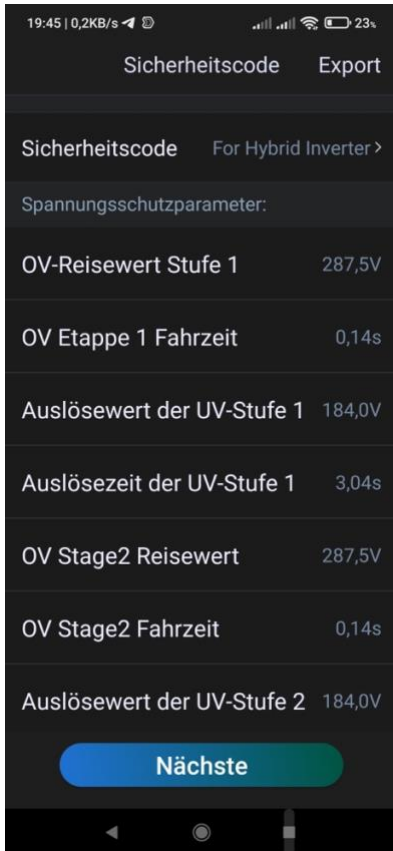 19:45 | 0,2KB/s 23%
Sicherheitscode Export
Sicherheitscode For Hybrid Inverter >
Spannungsschutzparameter:
OV-Reisewert Stufe 1 287,5V
OV Etappe 1 Fahrzeit 0,14s
Auslösewert der UV-Stufe 1 184,0V
Auslösezeit der UV-Stufe 1 3,04s
OV Stage2 Reisewert 287,5V
OV Stage2 Fahrzeit 0,14s
Auslösewert der UV-Stufe 2 184,0V
Nächste